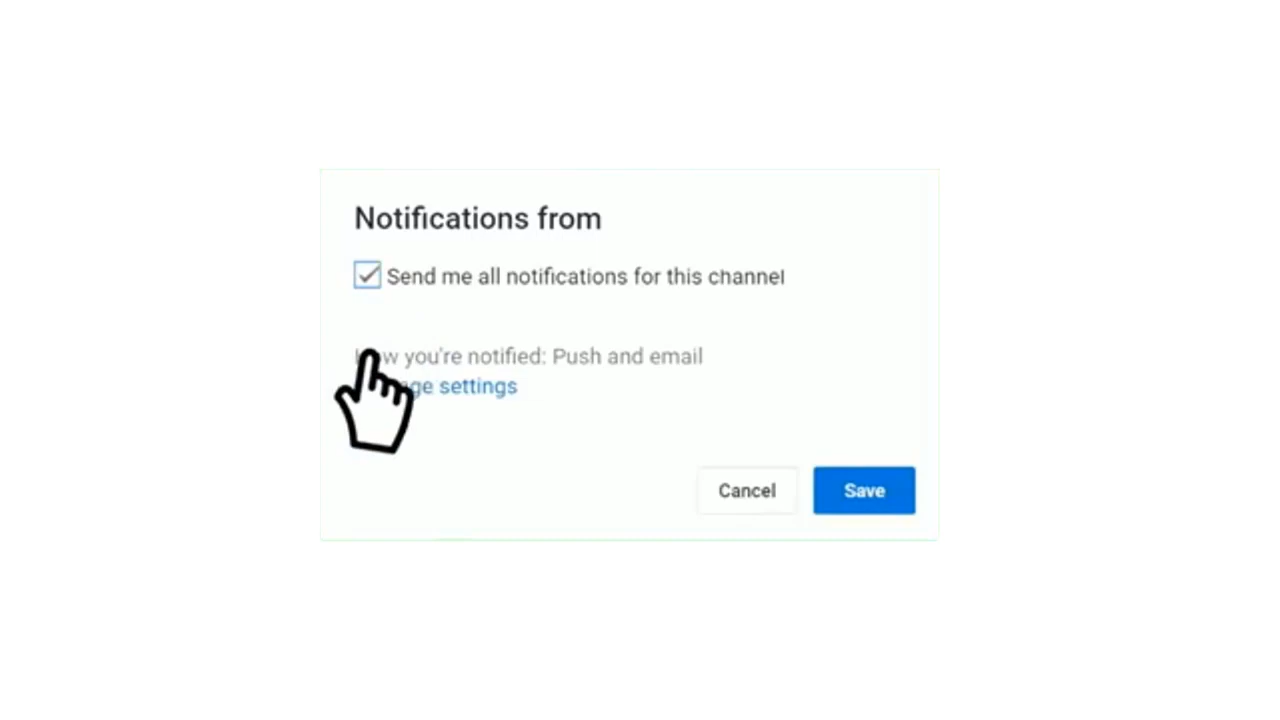 Notifications from
Send me all notifications for this channel
you're notified: Push and email
settings
Cancel
Save